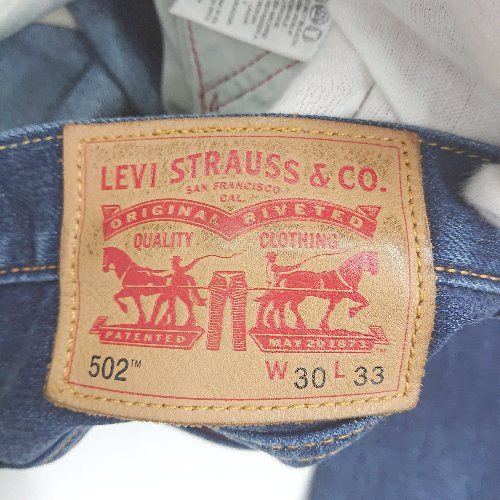 LEVI STRAUSS & CO.
SAN FRANCISCO
CAL.
ORIGINAL RIVETED
QUALITY CLOTHING
PATENTED MAY 20 1873
502™ W 30 L 33